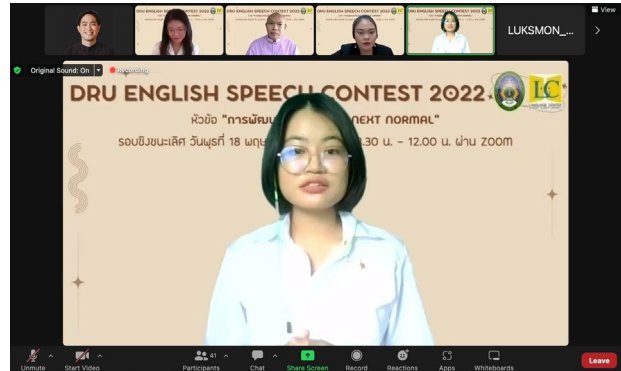 View
LUKSMON_...
Original Sound: On
Recording
DRU ENGLISH SPEECH CONTEST 2022
LC
หัวข้อ "การพัฒนา NEXT NORMAL"
รอบชิงชนะเลิศ วันพุธที่ 18 .30 น. - 12.00 น. ผ่าน ZOOM
Unmute
Start Video
41
Participants
Chat
Share Screen
Record
Reactions
Apps
Whiteboards
Leave